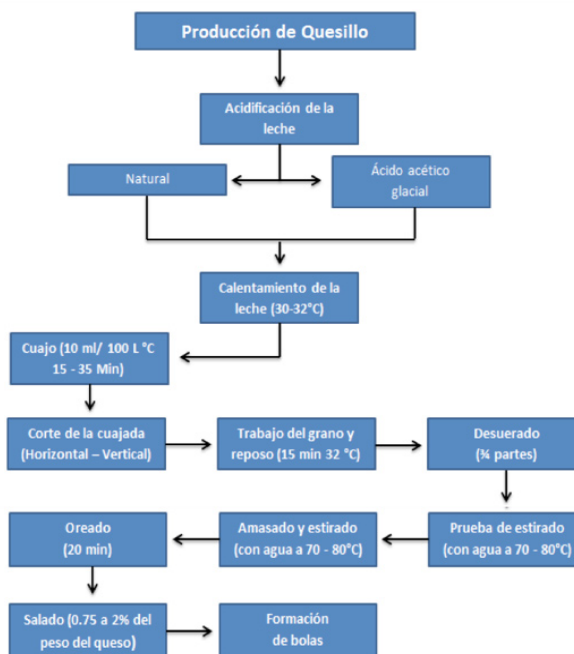 Producción de Quesillo
Acidificación de la
leche
Natural
Ácido acético
glacial
Calentamiento de la
leche (30-32°C)
Cuajo (10 ml/ 100 L °C
15 - 35 Min)
Corte de la cuajada
(Horizontal – Vertical)
Trabajo del grano y
reposo (15 min 32 °C)
Desuerado
(¾ partes)
Prueba de estirado
(con agua a 70 - 80°C)
Amasado y estirado
(con agua a 70 - 80°C)
Oreado
(20 min)
Salado (0.75 a 2% del
peso del queso)
Formación
de bolas